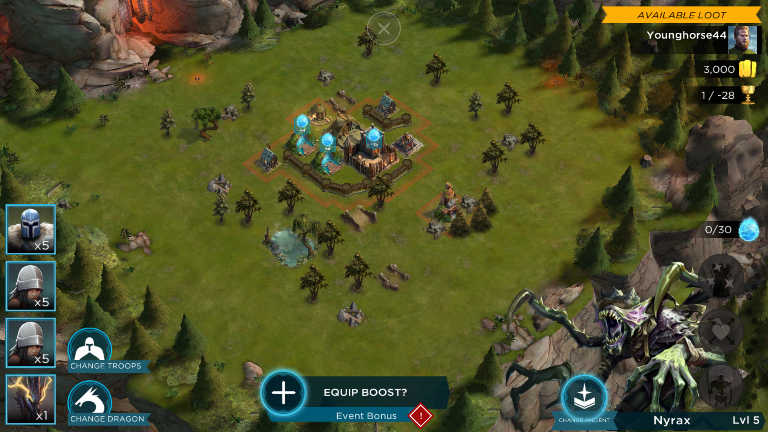 AVAILABLE LOOT
Younghorse44
3,000
1 / -28
0/30
x5
x5
x5
x1
CHANGE TROOPS
CHANGE DRAGON
EQUIP BOOST?
Event Bonus
!
CHANGE ANCIENT
Nyrax Lvl 5